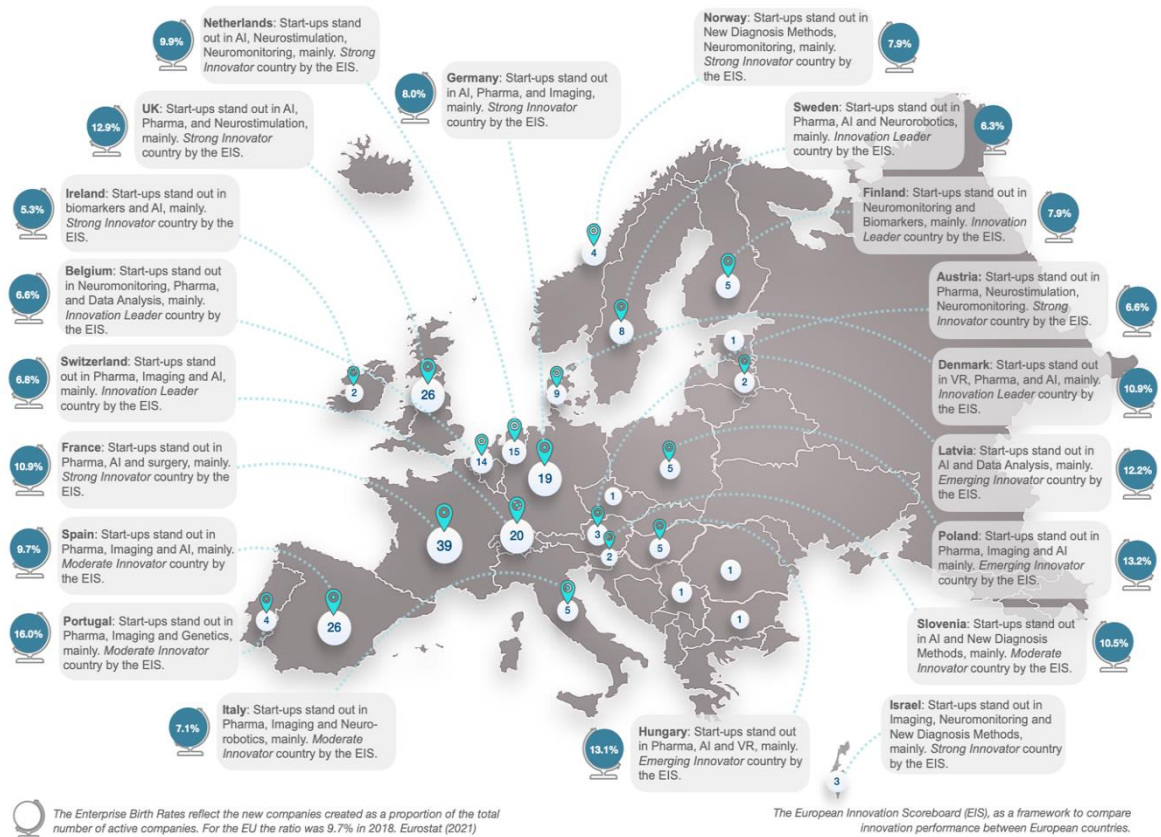 9.9%
Netherlands: Start-ups stand
out in AI, Neurostimulation,
Neuromonitoring, mainly. Strong
Innovator country by the EIS.
8.0%
Germany: Start-ups stand out
in AI, Pharma, and Imaging,
mainly. Strong Innovator
country by the EIS.
Norway: Start-ups stand out in
New Diagnosis Methods,
Neuromonitoring, mainly.
Strong Innovator country by
the EIS.
7.9%
12.9%
UK: Start-ups stand out in AI,
Pharma, and Neurostimulation,
mainly. Strong Innovator
country by the EIS.
Sweden: Start-ups stand out in
Pharma, AI and Neurorobotics,
mainly. Innovation Leader
country by the EIS.
6.3%
5.3%
Ireland: Start-ups stand out in
biomarkers and AI, mainly.
Strong Innovator country by the
EIS.
Finland: Start-ups stand out in
Neuromonitoring and
Biomarkers, mainly. Innovation
Leader country by the EIS.
7.9%
6.6%
Belgium: Start-ups stand out
in Neuromonitoring, Pharma,
and Data Analysis, mainly.
Innovation Leader country by
the EIS.
Austria: Start-ups stand out in
Pharma, Neurostimulation,
Neuromonitoring. Strong
Innovator country by the EIS.
6.6%
6.8%
Switzerland: Start-ups stand
out in Pharma, Imaging and AI,
mainly. Innovation Leader
country by the EIS.
Denmark: Start-ups stand out
in VR, Pharma, and AI, mainly.
Innovation Leader country by
the EIS.
10.9%
10.9%
France: Start-ups stand out in
Pharma, AI and surgery, mainly.
Strong Innovator country by the
EIS.
Latvia: Start-ups stand out in
AI and Data Analysis, mainly.
Emerging Innovator country by
the EIS.
12.2%
9.7%
Spain: Start-ups stand out in
Pharma, Imaging and AI, mainly.
Moderate Innovator country by
the EIS.
Poland: Start-ups stand out in
Pharma, Imaging and AI
mainly. Emerging Innovator
country by the EIS.
13.2%
16.0%
Portugal: Start-ups stand out in
Pharma, Imaging and Genetics,
mainly. Moderate Innovator
country by the EIS.
Slovenia: Start-ups stand out
in AI and New Diagnosis
Methods, mainly. Moderate
Innovator country by the EIS.
10.5%
7.1%
Italy: Start-ups stand out in
Pharma, Imaging and Neuro-
robotics, mainly. Moderate
Innovator country by the EIS.
13.1%
Hungary: Start-ups stand out
in Pharma, AI and VR, mainly.
Emerging Innovator country by
the EIS.
Israel: Start-ups stand out in
Imaging, Neuromonitoring and
New Diagnosis Methods,
mainly. Strong Innovator country
by the EIS.
4
5
8
1
2
2
26
9
14
15
19
5
1
39
20
3
2
5
1
1
1
5
4
26
3
The Enterprise Birth Rates reflect the new companies created as a proportion of the total
number of active companies. For the EU the ratio was 9.7% in 2018. Eurostat (2021)
The European Innovation Scoreboard (EIS), as a framework to compare
innovation performance between European countries.